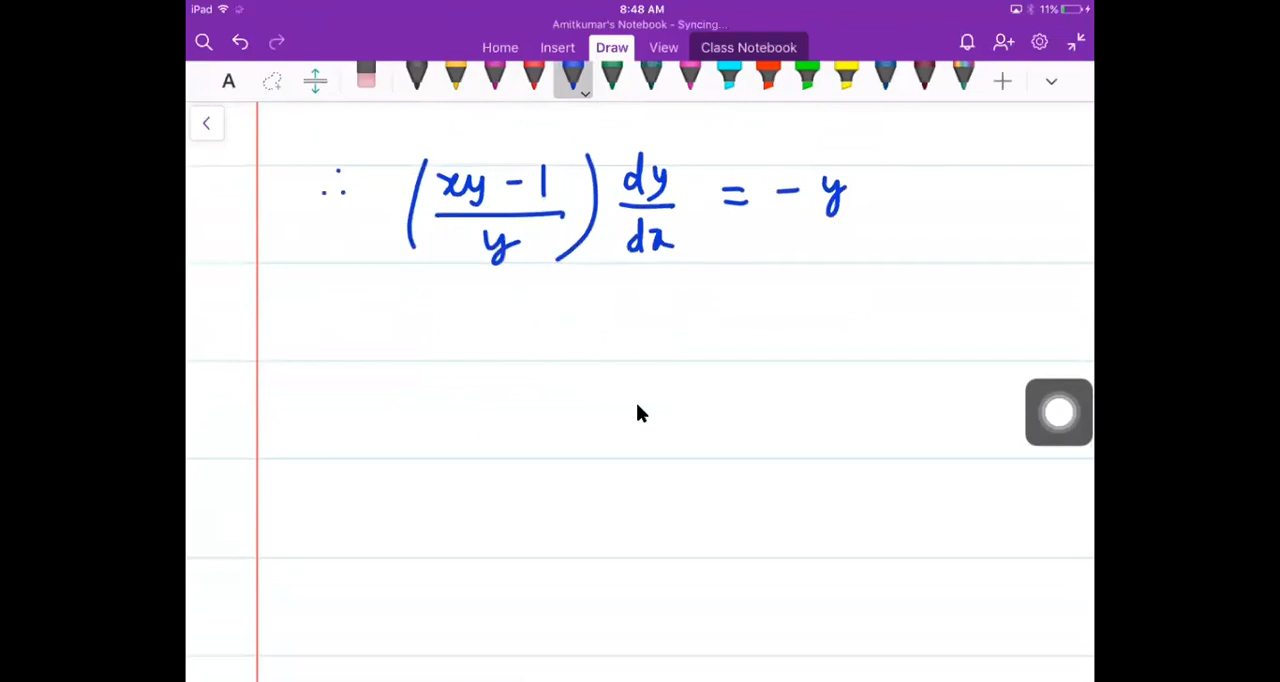 iPad 8:48 AM 11%
Amitkumar's Notebook - Syncing...
Home Insert Draw View Class Notebook
A
∴ (xy - 1 / y) dy/dx = - y